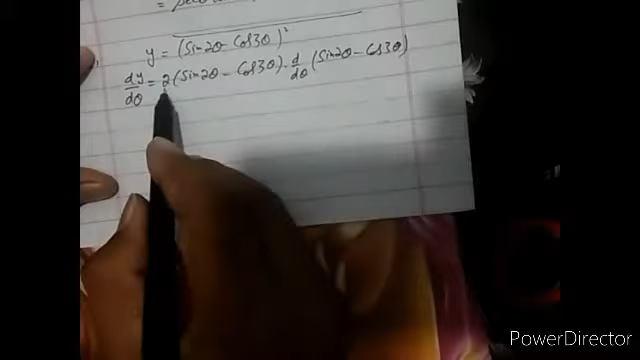 y = (Sin2θ - Cos3θ)²
dy/dθ = 2(Sin2θ - Cos3θ) · d/dθ (Sin2θ - Cos3θ)
PowerDirector